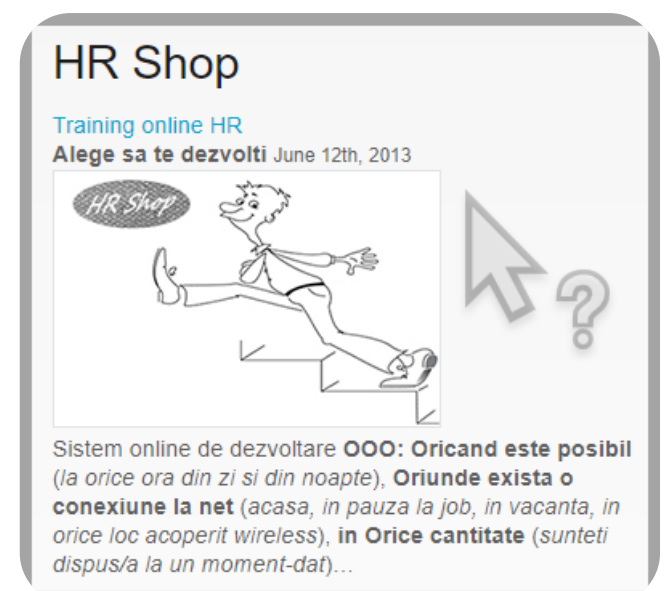 HR Shop
Training online HR
Alege sa te dezvolti June 12th, 2013
HR Shop
?
Sistem online de dezvoltare OOO: Oricand este posibil
(la orice ora din zi si din noapte), Oriunde exista o
conexiune la net (acasa, in pauza la job, in vacanta, in
orice loc acoperit wireless), in Orice cantitate (sunteti
dispus/a la un moment-dat)...